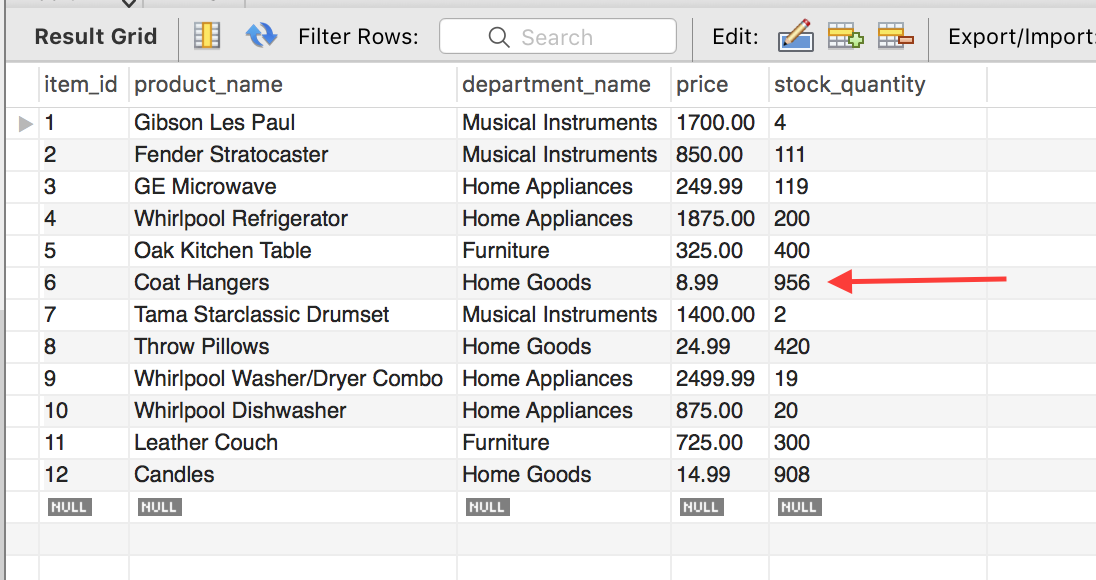 Result Grid Filter Rows: Search Edit: Export/Import:
item_id product_name department_name price stock_quantity
1 Gibson Les Paul Musical Instruments 1700.00 4
2 Fender Stratocaster Musical Instruments 850.00 111
3 GE Microwave Home Appliances 249.99 119
4 Whirlpool Refrigerator Home Appliances 1875.00 200
5 Oak Kitchen Table Furniture 325.00 400
6 Coat Hangers Home Goods 8.99 956
7 Tama Starclassic Drumset Musical Instruments 1400.00 2
8 Throw Pillows Home Goods 24.99 420
9 Whirlpool Washer/Dryer Combo Home Appliances 2499.99 19
10 Whirlpool Dishwasher Home Appliances 875.00 20
11 Leather Couch Furniture 725.00 300
12 Candles Home Goods 14.99 908
NULL NULL NULL NULL NULL